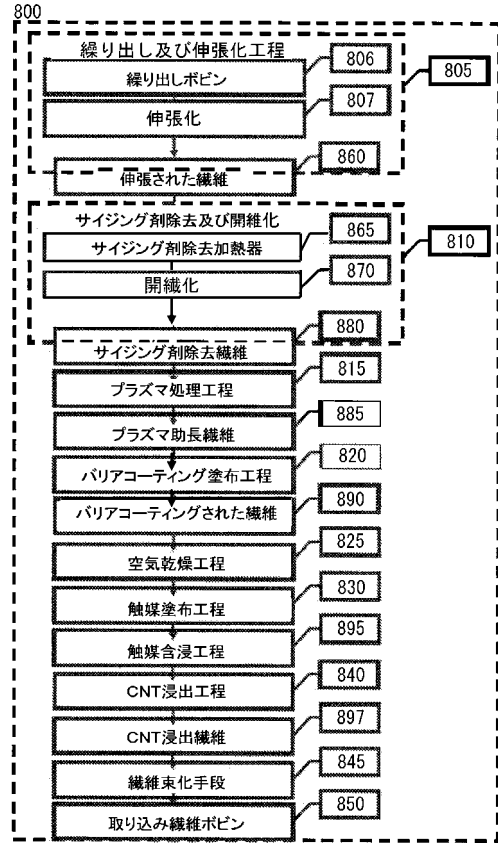 800
繰り出し及び伸張化工程
806
繰り出しボビン
805
807
伸張化
860
伸張された繊維
サイジング剤除去及び開維化
865
サイジング剤除去加熱器
810
870
開繊化
880
サイジング剤除去繊維
815
プラズマ処理工程
885
プラズマ助長繊維
820
バリアコーティング塗布工程
890
バリアコーティングされた繊維
825
空気乾燥工程
830
触媒塗布工程
895
触媒含浸工程
840
CNT浸出工程
897
CNT浸出繊維
845
繊維束化手段
850
取り込み繊維ボビン